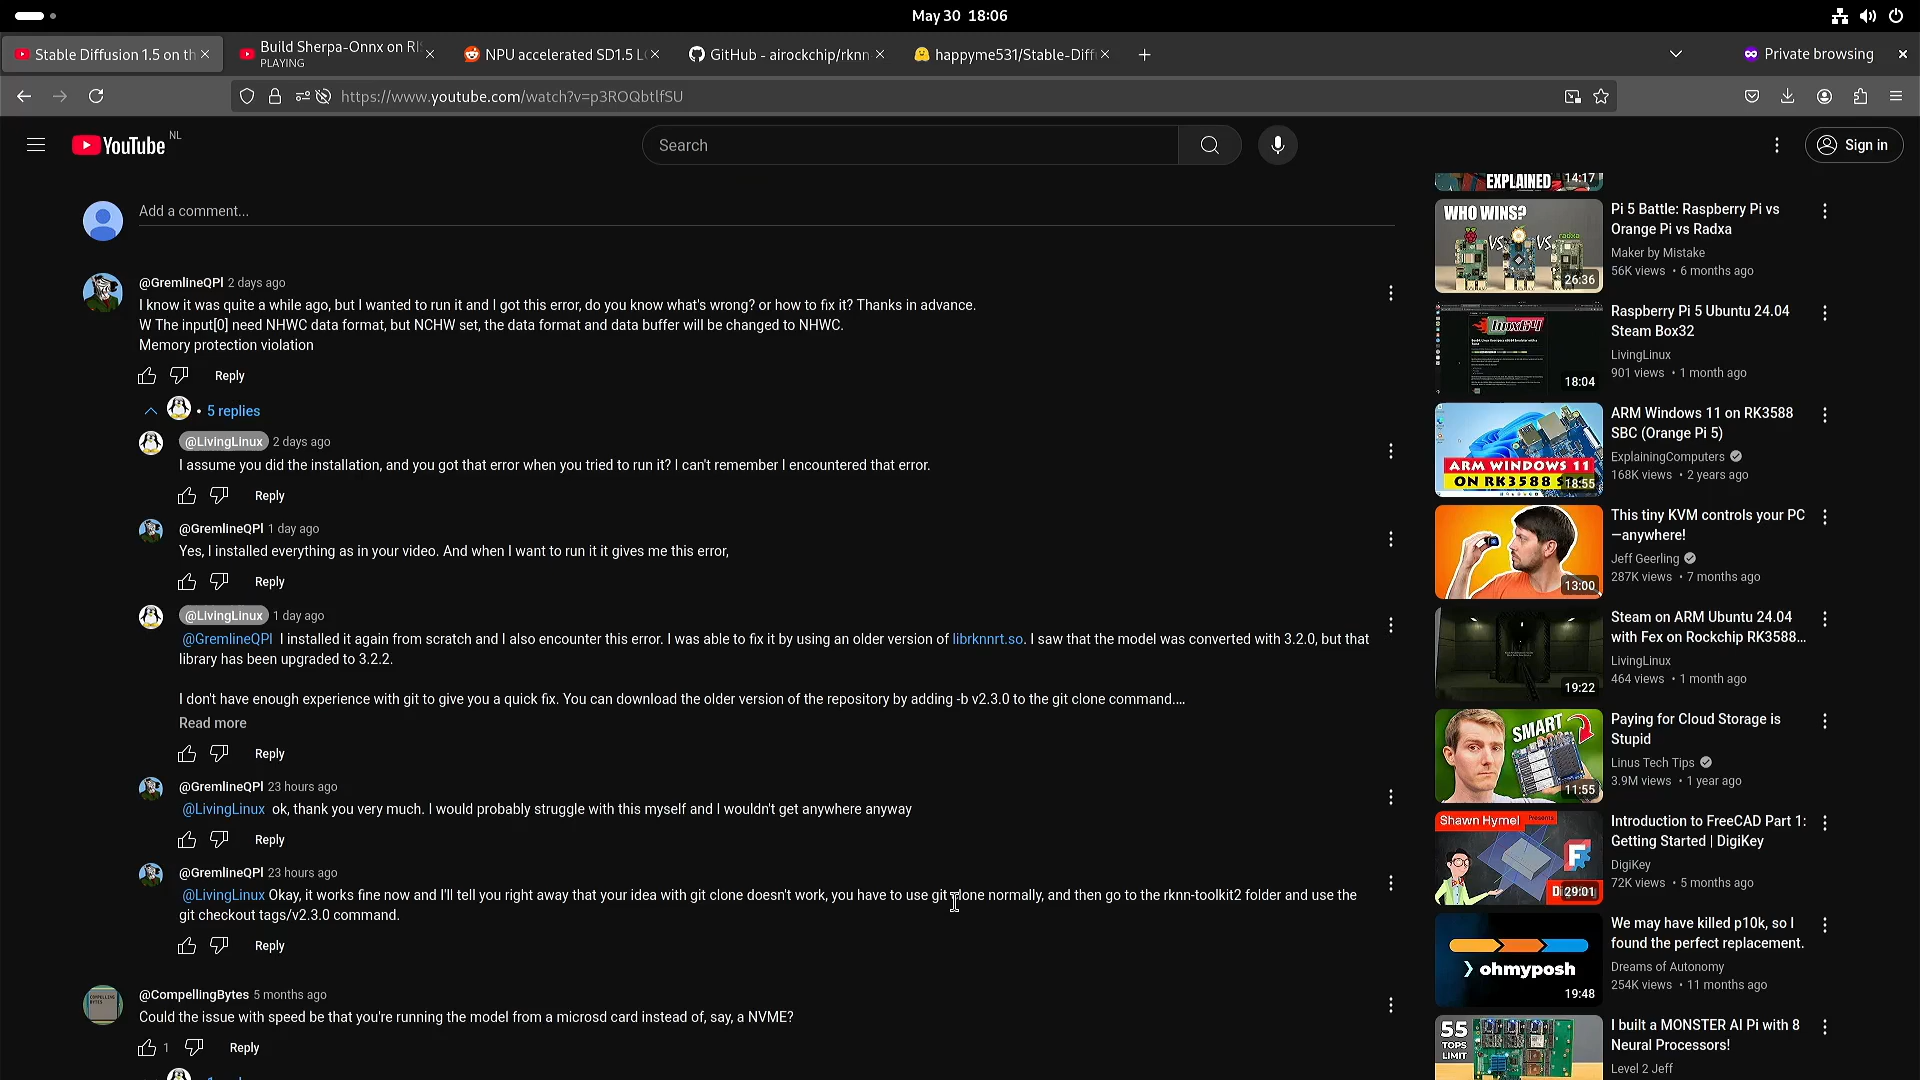 May 30 18:06
Stable Diffusion 1.5 on th
Build Sherpa-Onnx on RIS
PLAYING
NPU accelerated SD1.5 LC
GitHub - airockchip/rknn
happyme531/Stable-Diff
Private browsing
https://www.youtube.com/watch?v=p3ROQbtlfSU
YouTube
NL
Search
Sign in
Add a comment...
@GremlineQPl 2 days ago
I know it was quite a while ago, but I wanted to run it and I got this error, do you know what's wrong? or how to fix it? Thanks in advance.
W The input[0] need NHWC data format, but NCHW set, the data format and data buffer will be changed to NHWC.
Memory protection violation
Reply
• 5 replies
@LivingLinux 2 days ago
I assume you did the installation, and you got that error when you tried to run it? I can't remember I encountered that error.
Reply
@GremlineQPl 1 day ago
Yes, I installed everything as in your video. And when I want to run it it gives me this error,
Reply
@LivingLinux 1 day ago
@GremlineQPl I installed it again from scratch and I also encounter this error. I was able to fix it by using an older version of librknnrt.so. I saw that the model was converted with 3.2.0, but that
library has been upgraded to 3.2.2.
I don't have enough experience with git to give you a quick fix. You can download the older version of the repository by adding -b v2.3.0 to the git clone command....
Read more
Reply
@GremlineQPl 23 hours ago
@LivingLinux ok, thank you very much. I would probably struggle with this myself and I wouldn't get anywhere anyway
Reply
@GremlineQPl 23 hours ago
@LivingLinux Okay, it works fine now and I'll tell you right away that your idea with git clone doesn't work, you have to use git clone normally, and then go to the rknn-toolkit2 folder and use the
git checkout tags/v2.3.0 command.
Reply
@CompellingBytes 5 months ago
Could the issue with speed be that you're running the model from a microsd card instead of, say, a NVME?
1
Reply
EXPLAINED
14:17
WHO WINS?
VS.
VS.
radxa
26:36
Pi 5 Battle: Raspberry Pi vs
Orange Pi vs Radxa
Maker by Mistake
56K views • 6 months ago
box64
18:04
Raspberry Pi 5 Ubuntu 24.04
Steam Box32
LivingLinux
901 views • 1 month ago
ARM WINDOWS 11
ON RK3588 S
18:55
ARM Windows 11 on RK3588
SBC (Orange Pi 5)
ExplainingComputers
168K views • 2 years ago
13:00
This tiny KVM controls your PC
—anywhere!
Jeff Geerling
287K views • 7 months ago
19:22
Steam on ARM Ubuntu 24.04
with Fex on Rockchip RK3588...
LivingLinux
464 views • 1 month ago
SMART
11:55
Paying for Cloud Storage is
Stupid
Linus Tech Tips
3.9M views • 1 year ago
Shawn Hymel Presents
F
29:01
Introduction to FreeCAD Part 1:
Getting Started | DigiKey
DigiKey
72K views • 5 months ago
ohmyposh
19:48
We may have killed p10k, so I
found the perfect replacement.
Dreams of Autonomy
254K views • 11 months ago
55
TOPS
LIMIT
I built a MONSTER AI Pi with 8
Neural Processors!
Level 2 Jeff